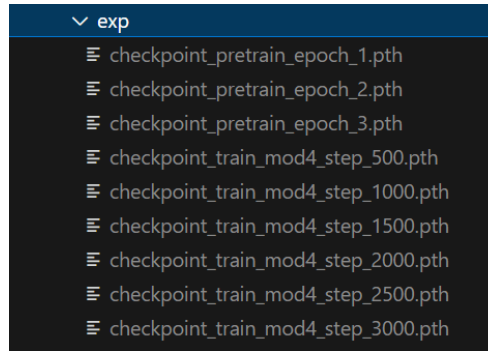 exp
checkpoint_pretrain_epoch_1.pth
checkpoint_pretrain_epoch_2.pth
checkpoint_pretrain_epoch_3.pth
checkpoint_train_mod4_step_500.pth
checkpoint_train_mod4_step_1000.pth
checkpoint_train_mod4_step_1500.pth
checkpoint_train_mod4_step_2000.pth
checkpoint_train_mod4_step_2500.pth
checkpoint_train_mod4_step_3000.pth